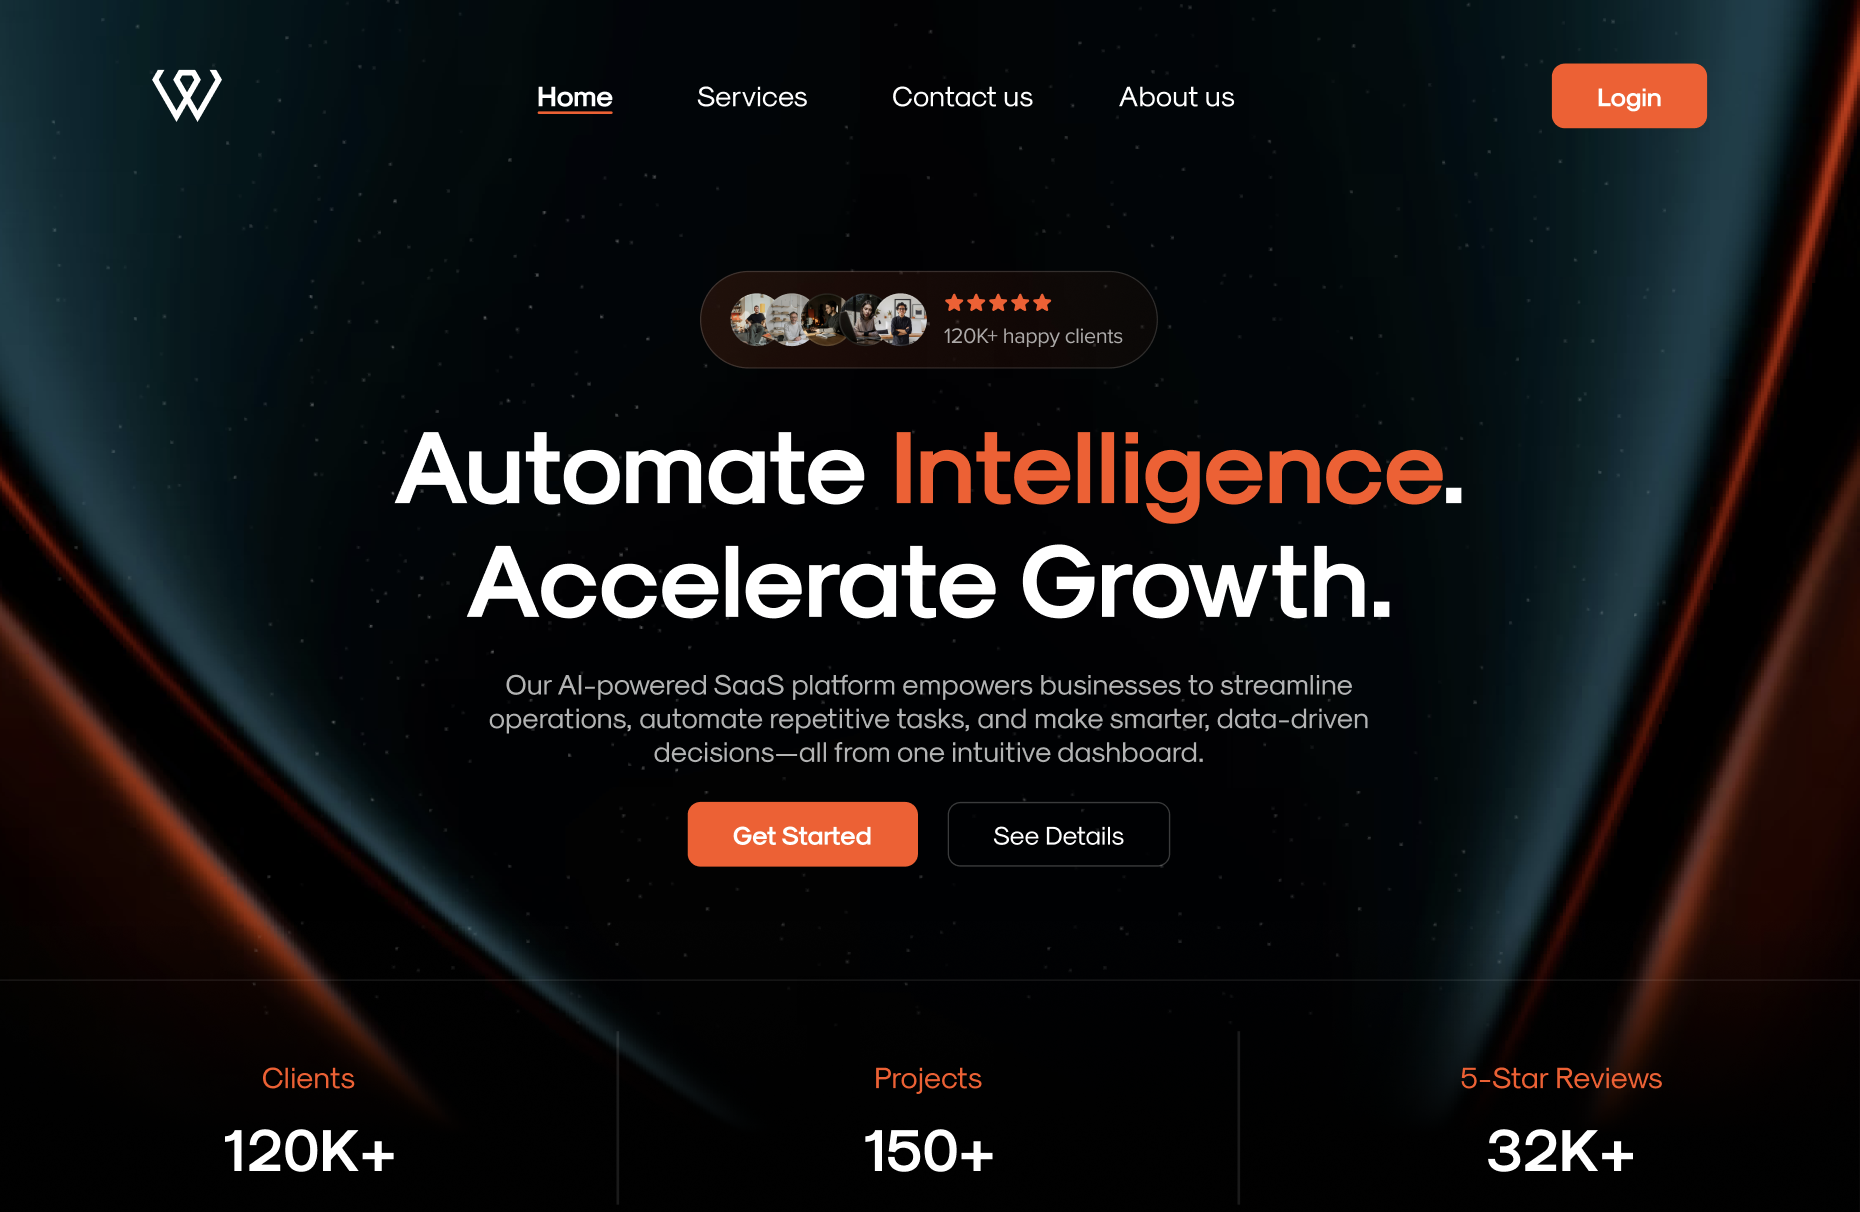 Home
Services
Contact us
About us
Login
120K+ happy clients
Automate Intelligence.
Accelerate Growth.
Our AI-powered SaaS platform empowers businesses to streamline
operations, automate repetitive tasks, and make smarter, data-driven
decisions—all from one intuitive dashboard.
Get Started
See Details
Clients
120K+
Projects
150+
5-Star Reviews
32K+